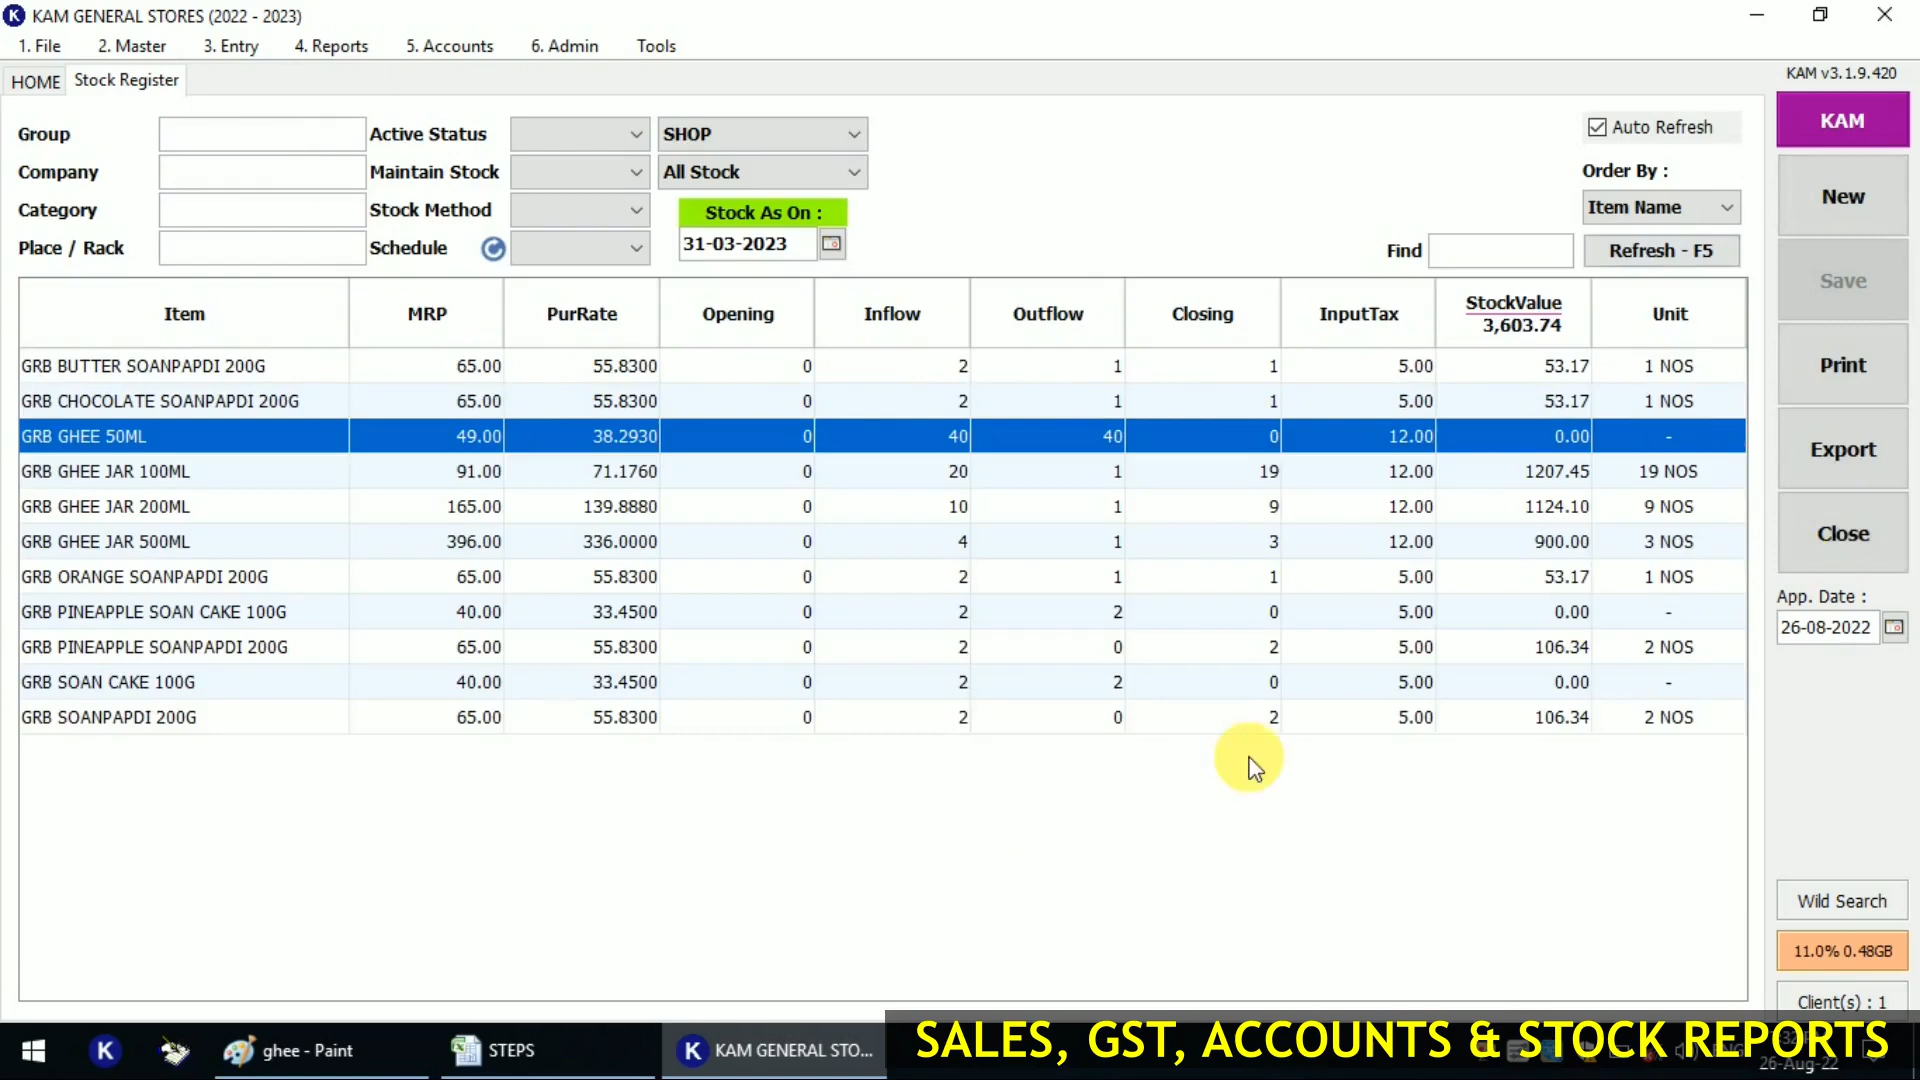 KAM GENERAL STORES (2022 - 2023)
1. File 2. Master 3. Entry 4. Reports 5. Accounts 6. Admin Tools
HOME Stock Register
KAM v3.1.9.420
Group Active Status SHOP Auto Refresh
Company Maintain Stock All Stock Order By :
Category Stock Method Stock As On : Item Name
Place / Rack Schedule 31-03-2023 Find Refresh - F5
Item MRP PurRate Opening Inflow Outflow Closing InputTax StockValue 3,603.74 Unit
GRB BUTTER SOANPAPDI 200G 65.00 55.8300 0 2 1 1 5.00 53.17 1 NOS
GRB CHOCOLATE SOANPAPDI 200G 65.00 55.8300 0 2 1 1 5.00 53.17 1 NOS
GRB GHEE 50ML 49.00 38.2930 0 40 40 0 12.00 0.00 -
GRB GHEE JAR 100ML 91.00 71.1760 0 20 1 19 12.00 1207.45 19 NOS
GRB GHEE JAR 200ML 165.00 139.8880 0 10 1 9 12.00 1124.10 9 NOS
GRB GHEE JAR 500ML 396.00 336.0000 0 4 1 3 12.00 900.00 3 NOS
GRB ORANGE SOANPAPDI 200G 65.00 55.8300 0 2 1 1 5.00 53.17 1 NOS
GRB PINEAPPLE SOAN CAKE 100G 40.00 33.4500 0 2 2 0 5.00 0.00 -
GRB PINEAPPLE SOANPAPDI 200G 65.00 55.8300 0 2 0 2 5.00 106.34 2 NOS
GRB SOAN CAKE 100G 40.00 33.4500 0 2 2 0 5.00 0.00 -
GRB SOANPAPDI 200G 65.00 55.8300 0 2 0 2 5.00 106.34 2 NOS
KAM
New
Save
Print
Export
Close
App. Date :
26-08-2022
Wild Search
11.0% 0.48GB
Client(s) : 1
ghee - Paint STEPS KAM GENERAL STO...
SALES, GST, ACCOUNTS & STOCK REPORTS
26-Aug-22